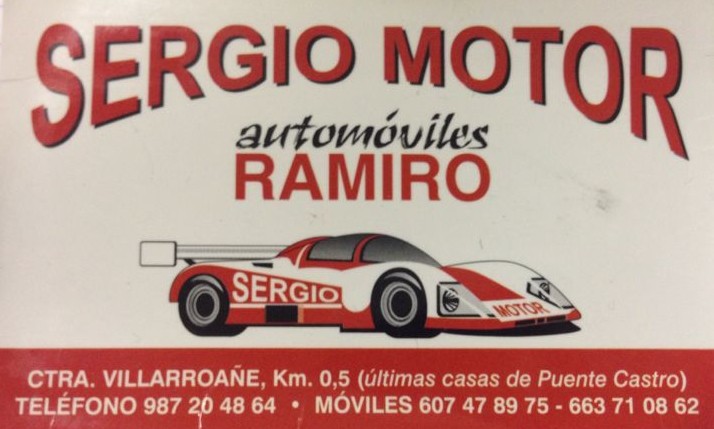 SERGIO MOTOR
automóviles
RAMIRO
SERGIO
MOTOR
CTRA. VILLARROAÑE, Km. 0,5 (últimas casas de Puente Castro)
TELÉFONO 987 20 48 64 • MÓVILES 607 47 89 75 - 663 71 08 62